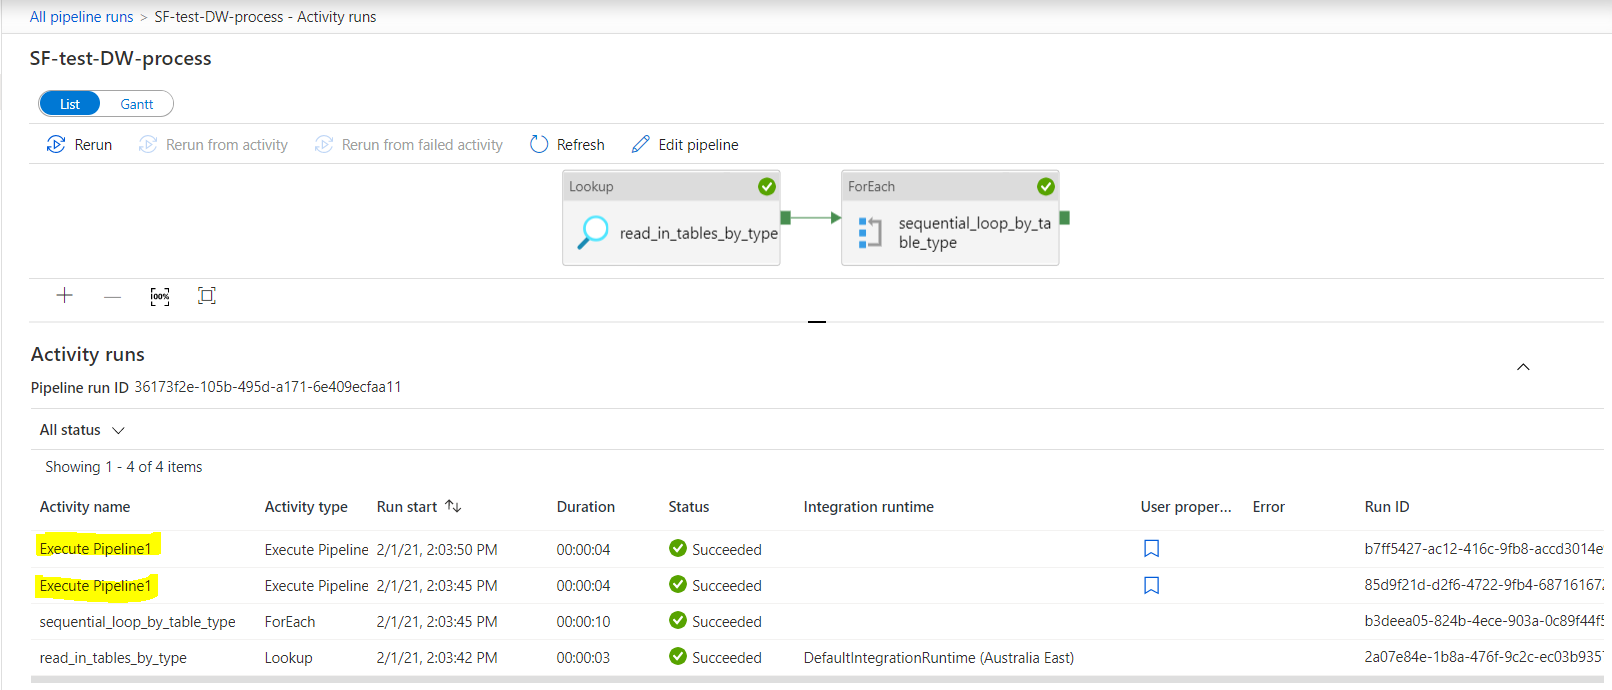 All pipeline runs > SF-test-DW-process - Activity runs
SF-test-DW-process
List Gantt
Rerun Rerun from activity Rerun from failed activity Refresh Edit pipeline
Lookup ForEach
read_in_tables_by_type
sequential_loop_by_ta
ble_type
100%
Activity runs
Pipeline run ID 36173f2e-105b-495d-a171-6e409ecfaa11
All status
Showing 1 - 4 of 4 items
Activity name Activity type Run start Duration Status Integration runtime User proper... Error Run ID
Execute Pipeline1 Execute Pipeline 2/1/21, 2:03:50 PM 00:00:04 Succeeded b7ff5427-ac12-416c-9fb8-accd3014e
Execute Pipeline1 Execute Pipeline 2/1/21, 2:03:45 PM 00:00:04 Succeeded 85d9f21d-d2f6-4722-9fb4-687161672
sequential_loop_by_table_type ForEach 2/1/21, 2:03:45 PM 00:00:10 Succeeded b3deea05-824b-4ece-903a-0c89f44f5
read_in_tables_by_type Lookup 2/1/21, 2:03:42 PM 00:00:03 Succeeded DefaultIntegrationRuntime (Australia East) 2a07e84e-1b8a-476f-9c2c-ec03b9357